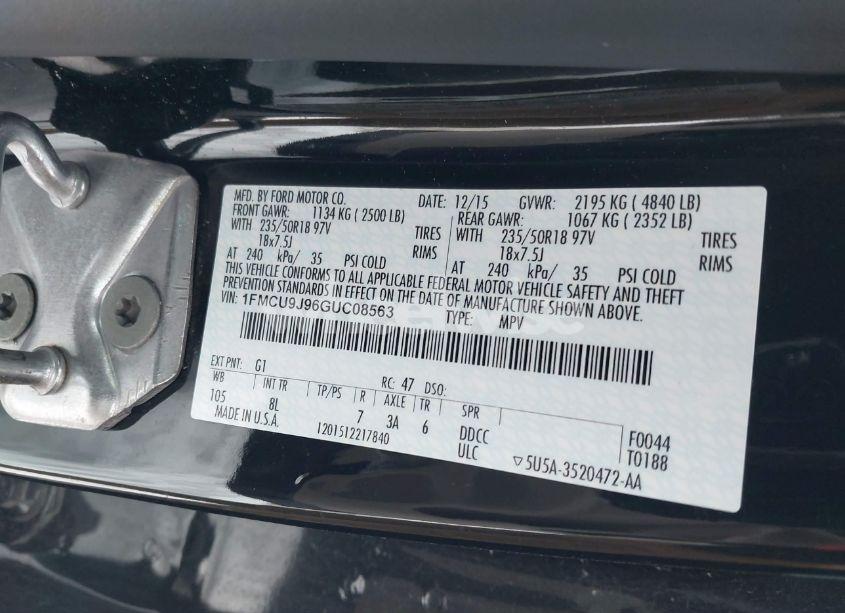 MFD. BY FORD MOTOR CO. DATE: 12/15 GVWR: 2195 KG ( 4840 LB)
FRONT GAWR: 1134 KG ( 2500 LB) REAR GAWR: 1067 KG ( 2352 LB)
WITH 235/50R18 97V TIRES WITH 235/50R18 97V TIRES
18x7.5J RIMS 18x7.5J RIMS
AT 240 kPa/ 35 PSI COLD AT 240 kPa/ 35 PSI COLD
THIS VEHICLE CONFORMS TO ALL APPLICABLE FEDERAL MOTOR VEHICLE SAFETY AND THEFT
PREVENTION STANDARDS IN EFFECT ON THE DATE OF MANUFACTURE SHOWN ABOVE.
VIN: 1FMCU9J96GUC08563 TYPE: MPV
EXT PNT: G1 RC: 47 DSO:
WB INT TR TP/PS R AXLE TR SPR
105 8L 7 3A 6 DDCC F0044
MADE IN U.S.A. 1201512217840 ULC T0188
▽5U5A-3520472-AA